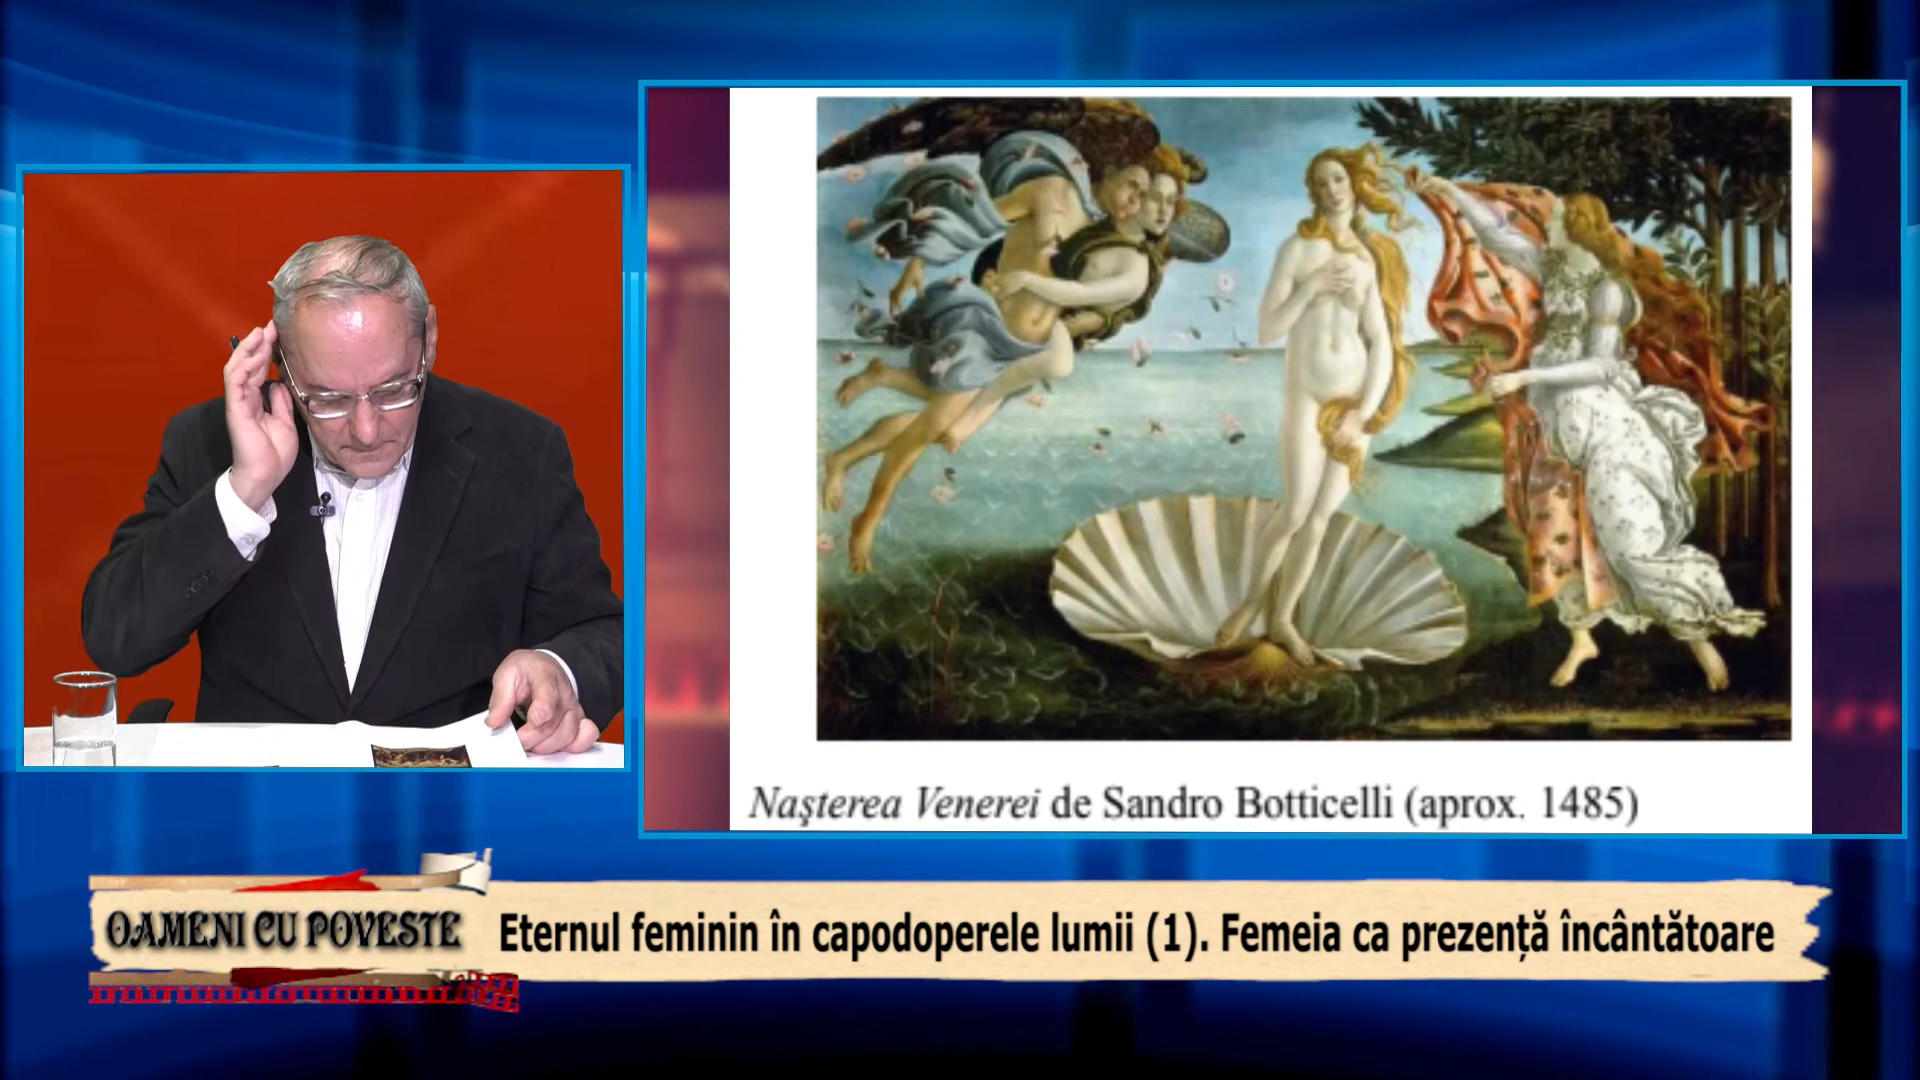 Naşterea Venerei de Sandro Botticelli (aprox. 1485)
OAMENI CU POVESTE
Eternul feminin în capodoperele lumii (1). Femeia ca prezență încântătoare